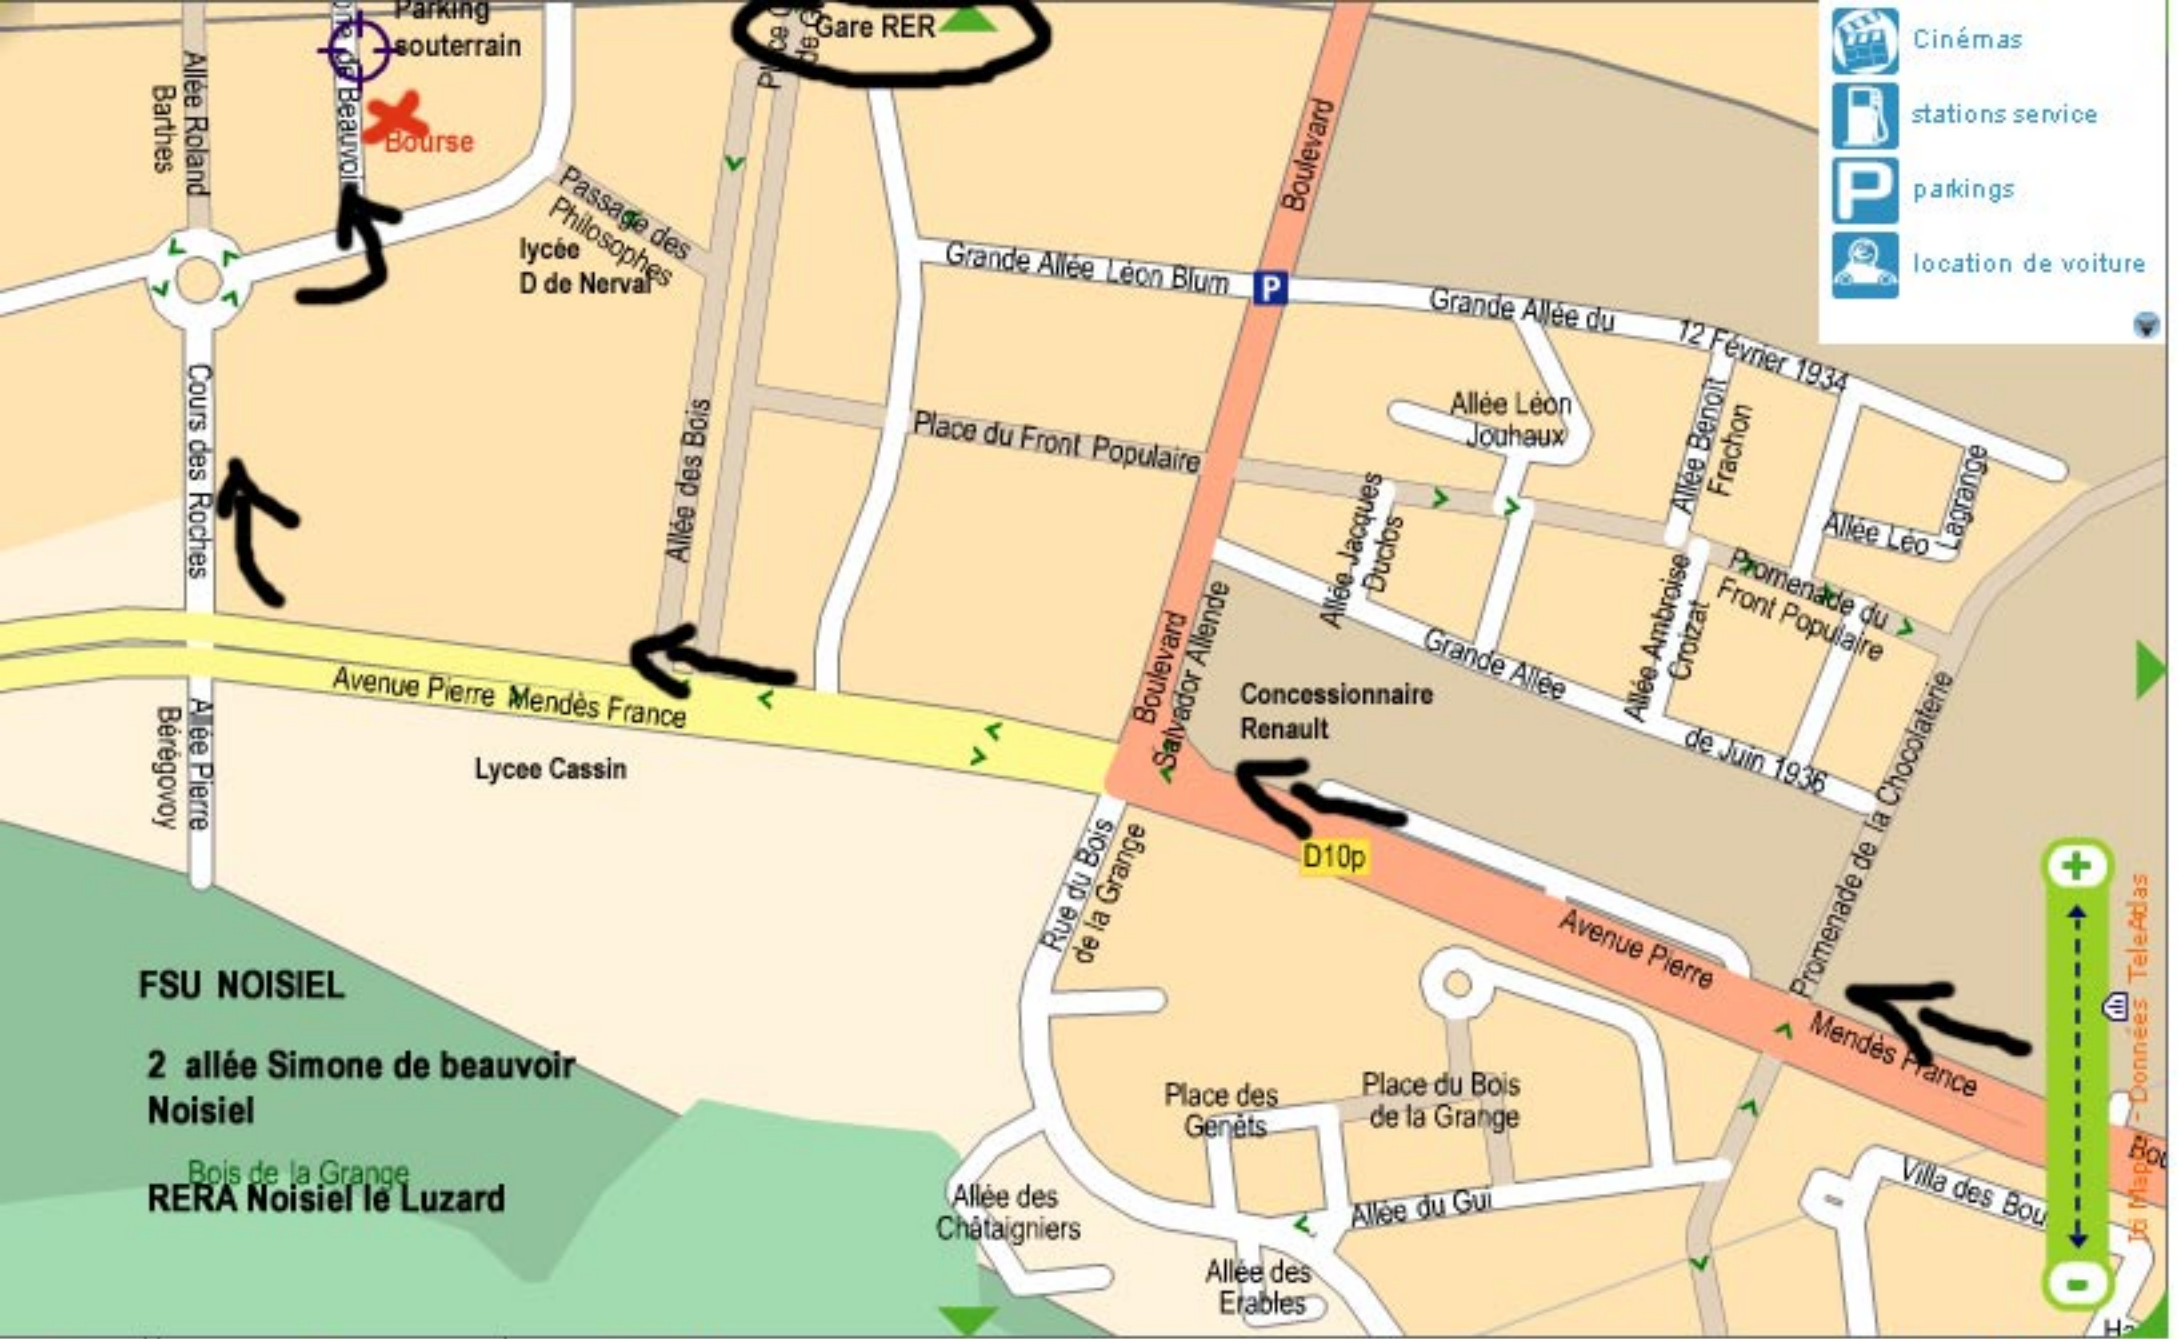 Parking
souterrain
Gare RER
Cinémas
stations service
parkings
location de voiture
Allée Roland
Barthes
de Beauvoir
Bourse
Passage des
Philosophes
lycée
D de Nerval
Boulevard
Grande Allée Léon Blum
P
Grande Allée du
12 Février 1934
Cours des Roches
Allée des Bois
Place du Front Populaire
Allée Léon
Jouhaux
Allée Benoît
Frachon
Allée Jacques
Duclos
Allée Léo
Lagrange
Allée Ambroise
Croizat
Promenade du
Front Populaire
Grande Allée
de Juin 1936
Boulevard
Salvador Allende
Concessionnaire
Renault
Promenade de la Chocolaterie
Avenue Pierre Mendès France
Lycee Cassin
Allée Pierre
Bérégovoy
D10p
Rue du Bois
de la Grange
Avenue Pierre
Mendès France
FSU NOISIEL
2 allée Simone de beauvoir
Noisiel
Bois de la Grange
RERA Noisiel le Luzard
Place des
Genêts
Place du Bois
de la Grange
Allée du Gui
Allée des
Châtaigniers
Allée des
Erables
Villa des Bou
Bou
Ha
Données TeleAtlas